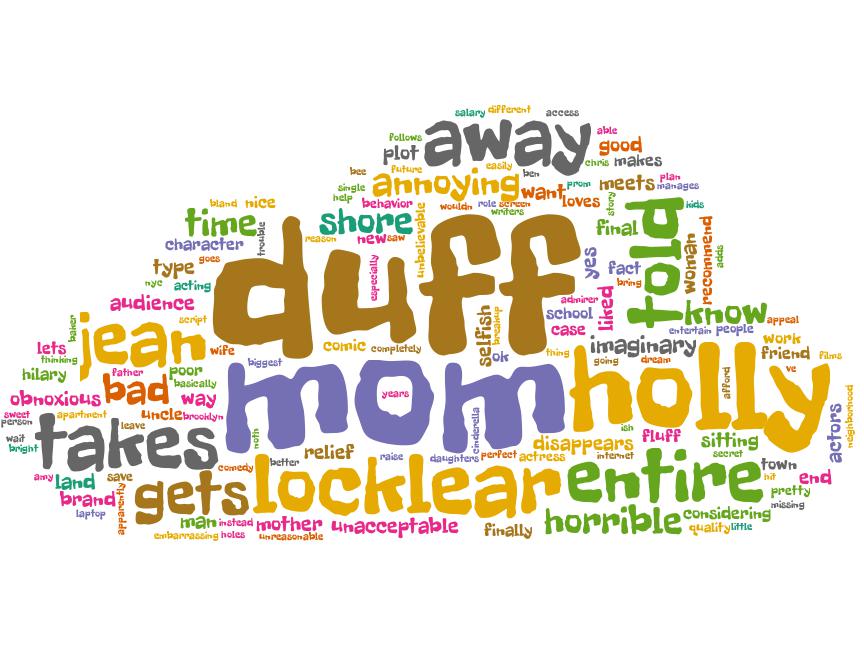 salary different access
follows away able
plot good
easily chris makes
bee future ben
single annoying want prom meets plan
help loves manages
bland nice behavior wouldn role screen story kids
writers
time shore unbelievable told
trouble final woman
character reason new saw recommend
goes duff yes adds
type especially fact
nyc acting bring
audience admirer liked
script selfish school know
baker jean breakup case appeal
entertain people
lets wife comic completely imaginary work
thinking ok thing friend films
biggest going dream
hilary father poor mom holly ve
basically
obnoxious bad way years afford
sweet uncle brooklyn cinderella neighborhood
person apartment actors
leave ish
wait takes noth fluff sitting
bright disappears
relief raise daughters perfect actress internet secret
better
amy land save comedy town
brand gets locklear entire hit end
pretty
apparently missing
laptop considering
man instead mother unacceptable finally horrible quality little
embarrassing holes unreasonable